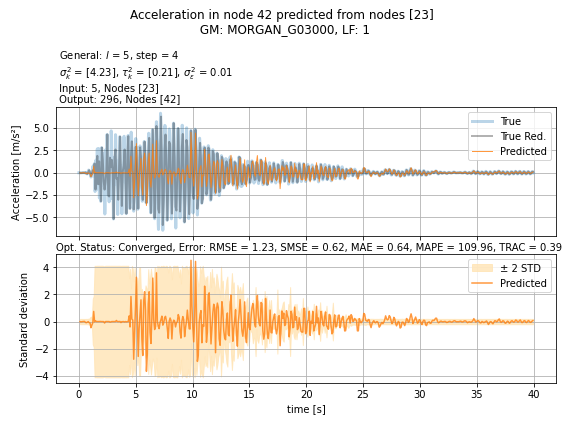 Acceleration in node 42 predicted from nodes [23]
GM: MORGAN_G03000, LF: 1
General: l = 5, step = 4
σ²ₖ = [4.23], τ²ₖ = [0.21], σ²ε = 0.01
Input: 5, Nodes [23]
Output: 296, Nodes [42]
Acceleration [m/s²]
5.0
2.5
0.0
−2.5
−5.0
True
True Red.
Predicted
Opt. Status: Converged, Error: RMSE = 1.23, SMSE = 0.62, MAE = 0.64, MAPE = 109.96, TRAC = 0.39
Standard deviation
4
2
0
−2
−4
± 2 STD
Predicted
0 5 10 15 20 25 30 35 40
time [s]